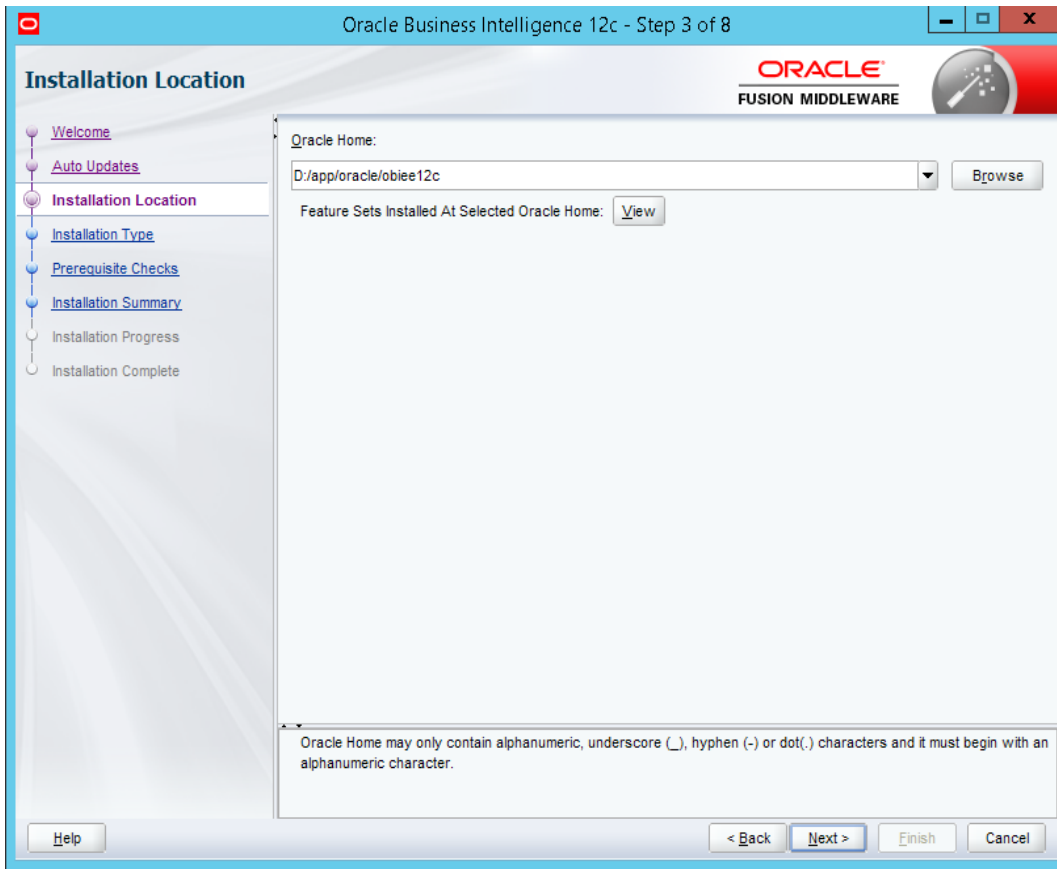 Oracle Business Intelligence 12c - Step 3 of 8
Installation Location
ORACLE
FUSION MIDDLEWARE
Welcome
Auto Updates
Installation Location
Installation Type
Prerequisite Checks
Installation Summary
Installation Progress
Installation Complete
Oracle Home:
D:/app/oracle/obiee12c
Browse
Feature Sets Installed At Selected Oracle Home: View
Oracle Home may only contain alphanumeric, underscore (_), hyphen (-) or dot(.) characters and it must begin with an
alphanumeric character.
Help
< Back Next > Finish Cancel